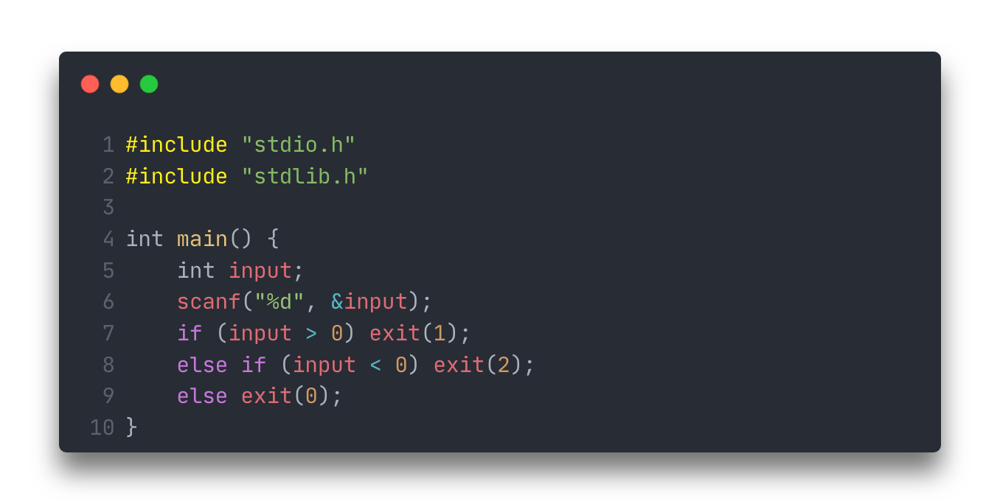 1 #include "stdio.h"
2 #include "stdlib.h"
3
4 int main() {
5     int input;
6     scanf("%d", &input);
7     if (input > 0) exit(1);
8     else if (input < 0) exit(2);
9     else exit(0);
10 }